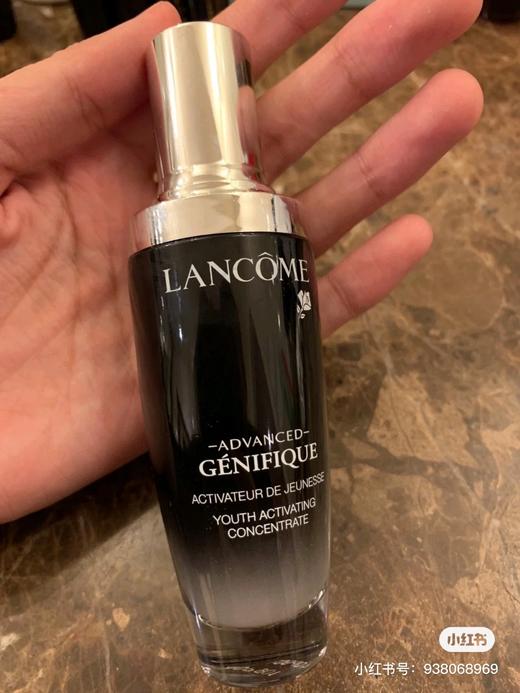 LANCÔME
-ADVANCED-
GÉNIFIQUE
ACTIVATEUR DE JEUNESSE
YOUTH ACTIVATING
CONCENTRATE
小红书
小红书号：938068969